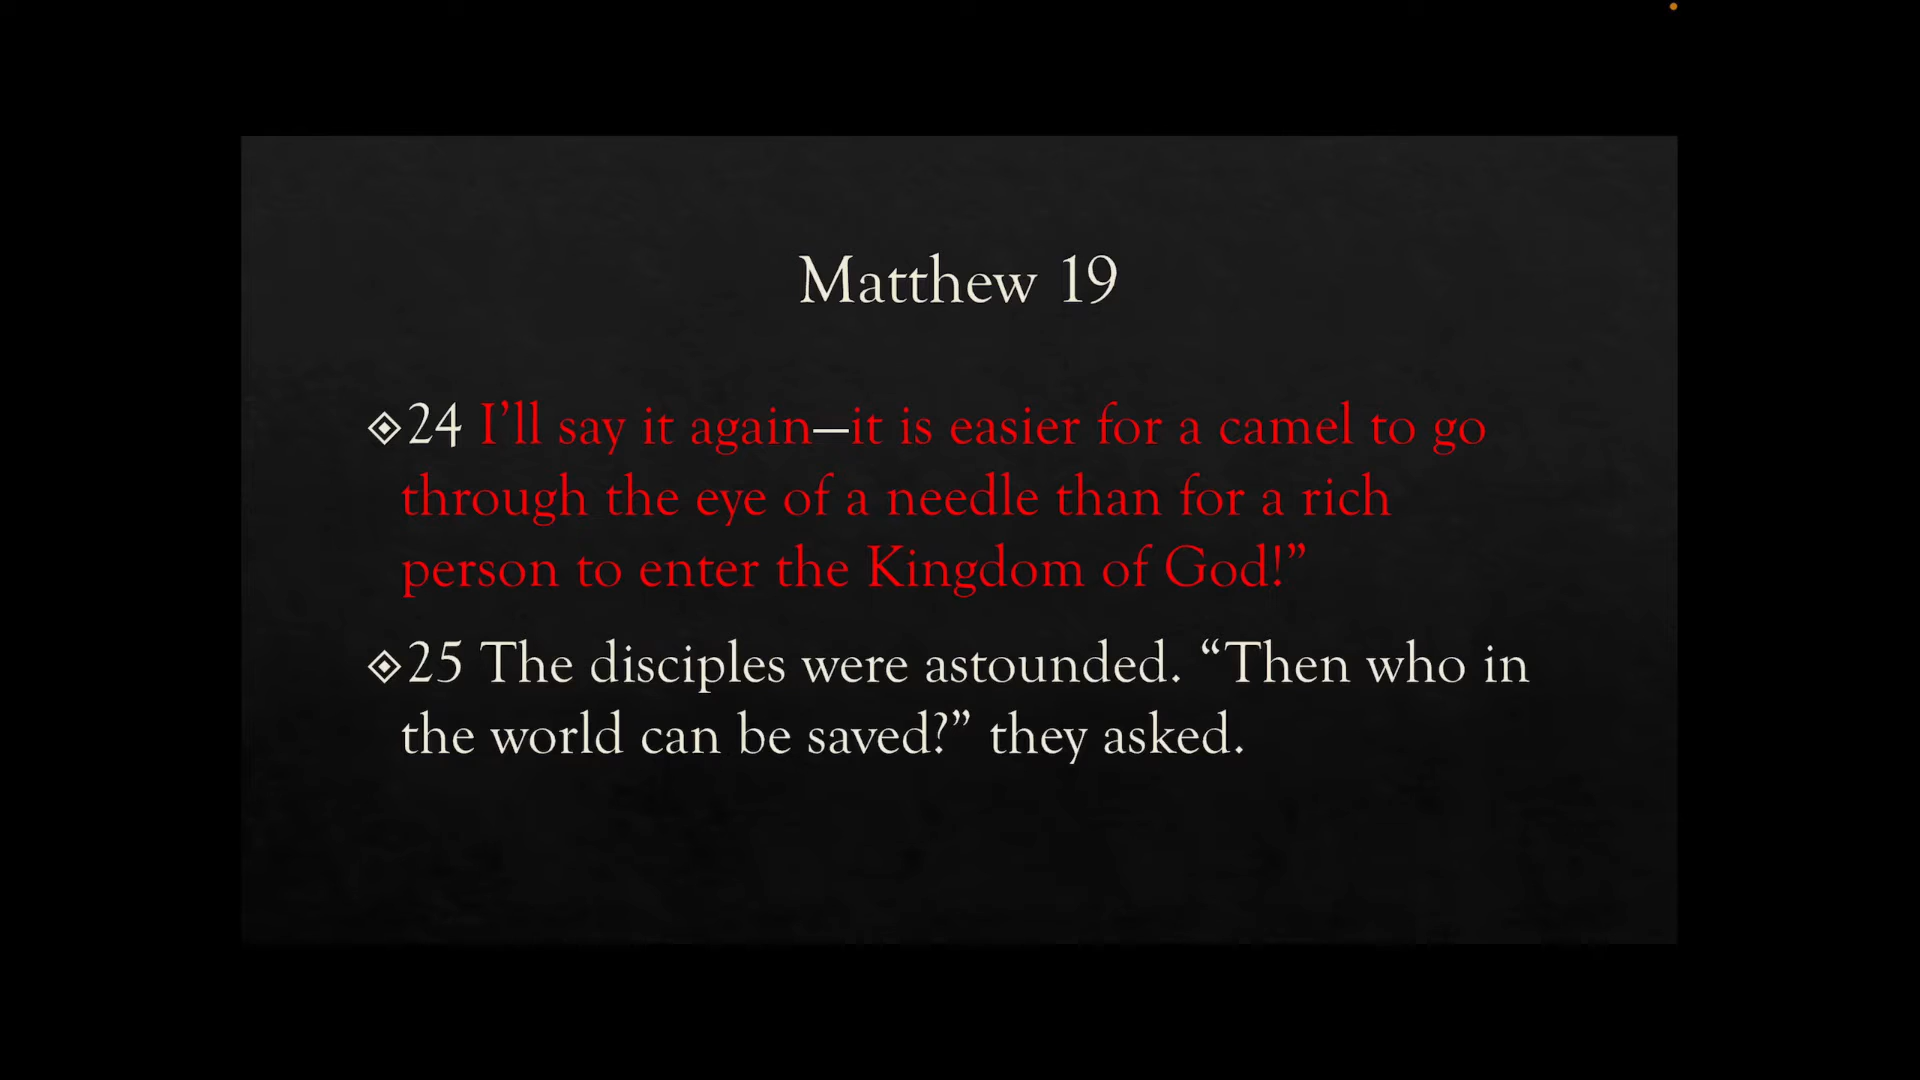 Matthew 19
24 I’ll say it again—it is easier for a camel to go
through the eye of a needle than for a rich
person to enter the Kingdom of God!”
25 The disciples were astounded. “Then who in
the world can be saved?” they asked.